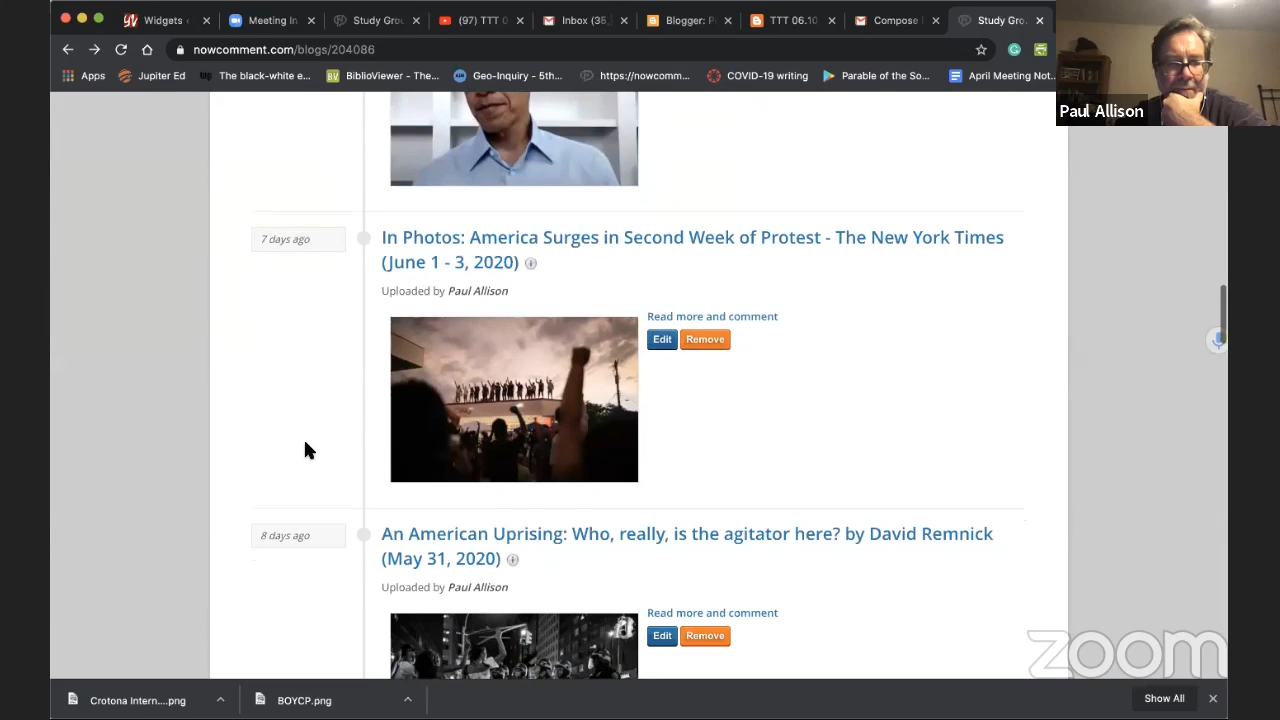 Widgets
Meeting In
Study Grou
(97) TTT 0
Inbox (35,
Blogger: P
TTT 06.10
Compose
Study Gro
nowcomment.com/blogs/204086
Apps
Jupiter Ed
The black-white e...
BV
BiblioViewer - The...
Geo-Inquiry - 5th...
https://nowcomm...
COVID-19 writing
Parable of the So...
April Meeting Not...
Paul Allison
7 days ago
In Photos: America Surges in Second Week of Protest - The New York Times
(June 1 - 3, 2020)
Uploaded by Paul Allison
Read more and comment
Edit Remove
8 days ago
An American Uprising: Who, really, is the agitator here? by David Remnick
(May 31, 2020)
Uploaded by Paul Allison
Read more and comment
Edit Remove
zoom
Crotona Intern....png
BOYCP.png
Show All